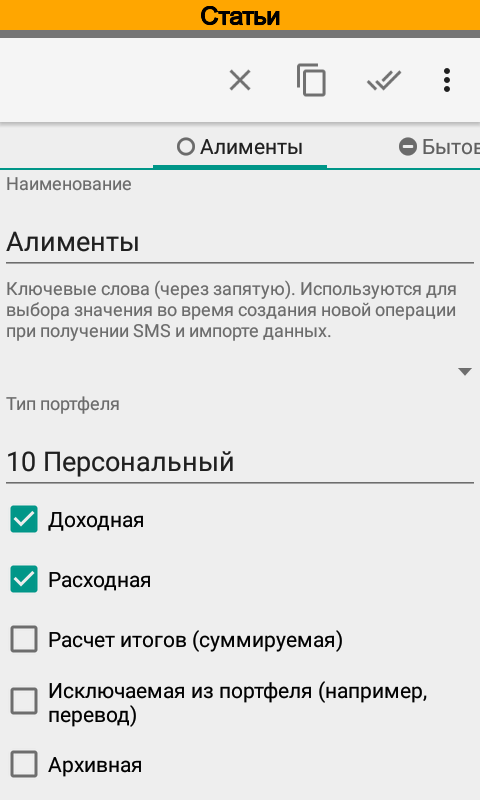 Статьи
Алименты
Бытов
Наименование
Алименты
Ключевые слова (через запятую). Используются для
выбора значения во время создания новой операции
при получении SMS и импорте данных.
Тип портфеля
10 Персональный
Доходная
Расходная
Расчет итогов (суммируемая)
Исключаемая из портфеля (например,
перевод)
Архивная